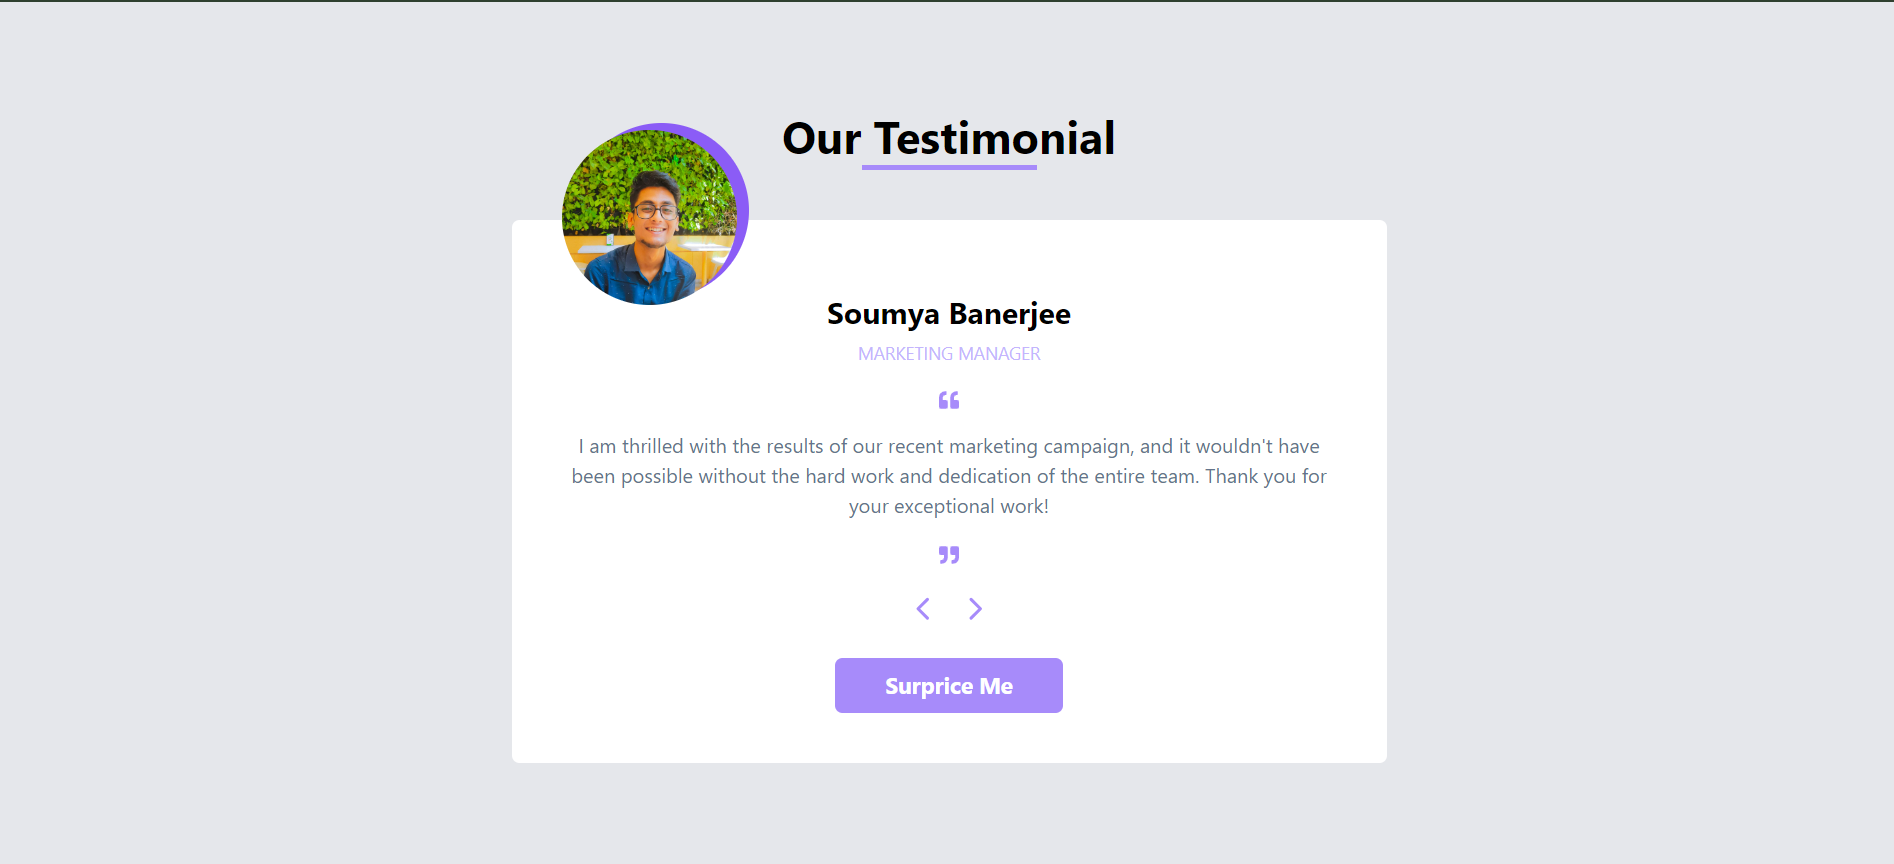 Our Testimonial
Soumya Banerjee
MARKETING MANAGER
“
I am thrilled with the results of our recent marketing campaign, and it wouldn't have
been possible without the hard work and dedication of the entire team. Thank you for
your exceptional work!
”
Surprice Me